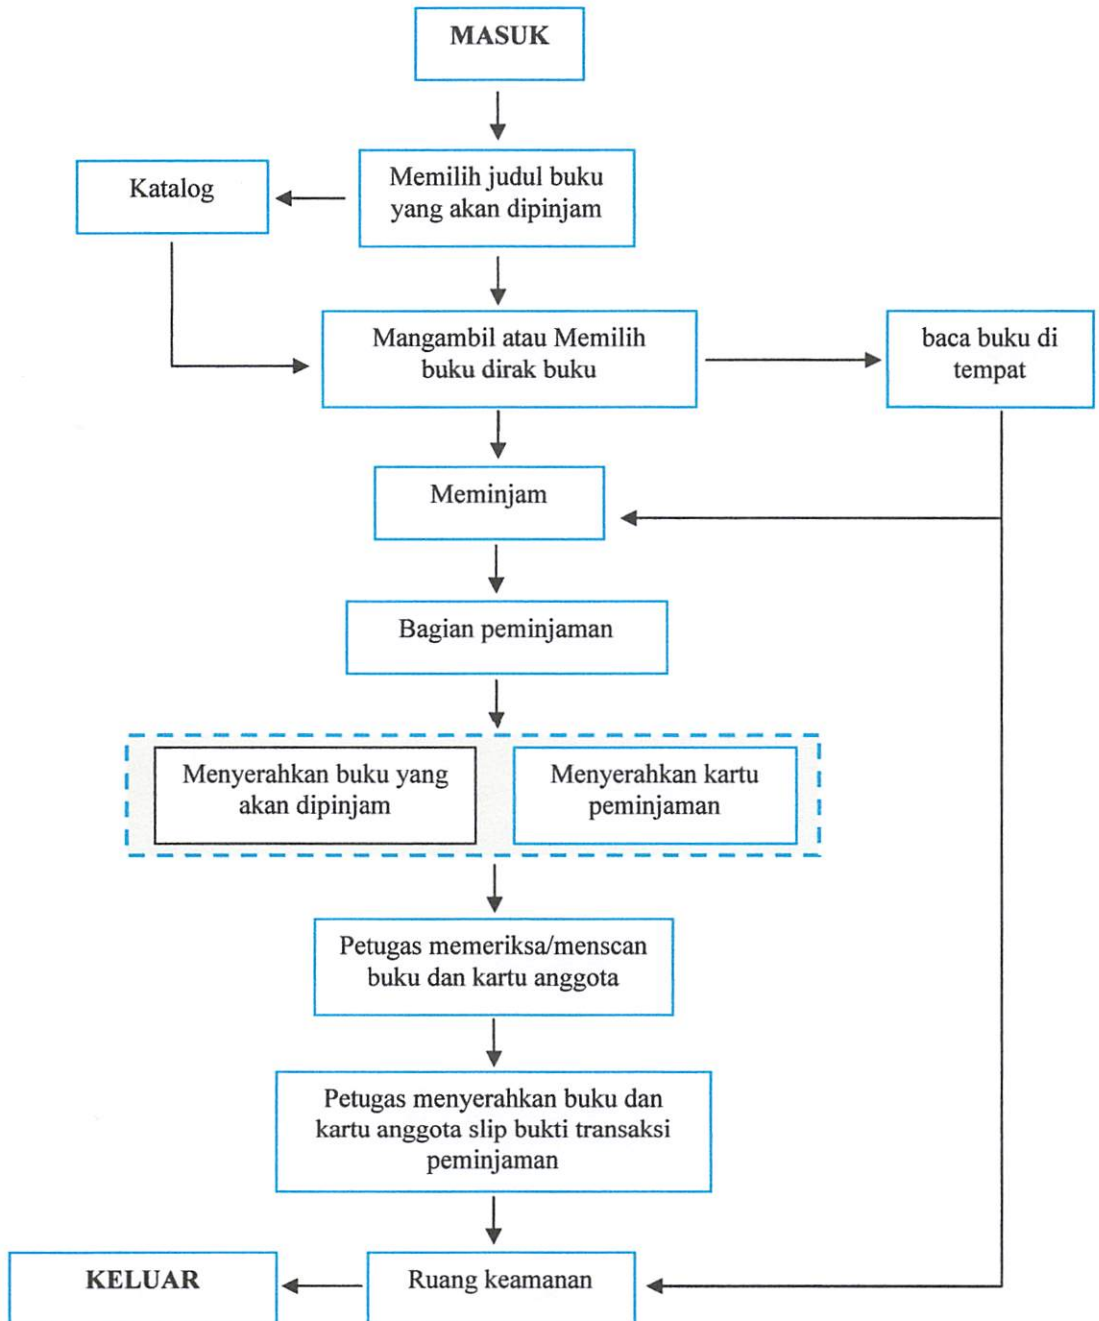 MASUK
Katalog
Memilih judul buku
yang akan dipinjam
Mangambil atau Memilih
buku dirak buku
baca buku di
tempat
Meminjam
Bagian peminjaman
Menyerahkan buku yang
akan dipinjam
Menyerahkan kartu
peminjaman
Petugas memeriksa/menscan
buku dan kartu anggota
Petugas menyerahkan buku dan
kartu anggota slip bukti transaksi
peminjaman
KELUAR
Ruang keamanan